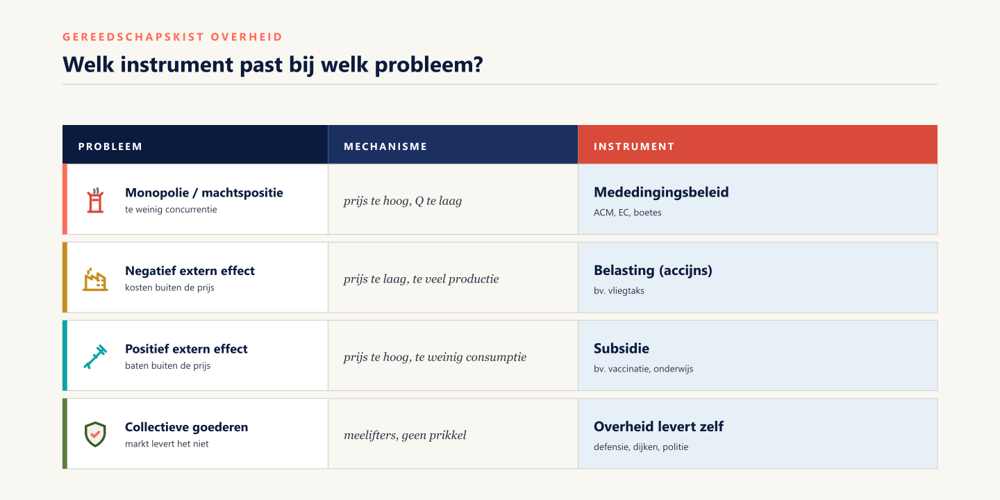 GEREEDSCHAPSKIST OVERHEID
Welk instrument past bij welk probleem?
PROBLEEM
MECHANISME
INSTRUMENT
Monopolie / machtspositie
te weinig concurrentie
prijs te hoog, Q te laag
Mededingingsbeleid
ACM, EC, boetes
Negatief extern effect
kosten buiten de prijs
prijs te laag, te veel productie
Belasting (accijns)
bv. vliegtaks
Positief extern effect
baten buiten de prijs
prijs te hoog, te weinig consumptie
Subsidie
bv. vaccinatie, onderwijs
Collectieve goederen
markt levert het niet
meelifters, geen prikkel
Overheid levert zelf
defensie, dijken, politie